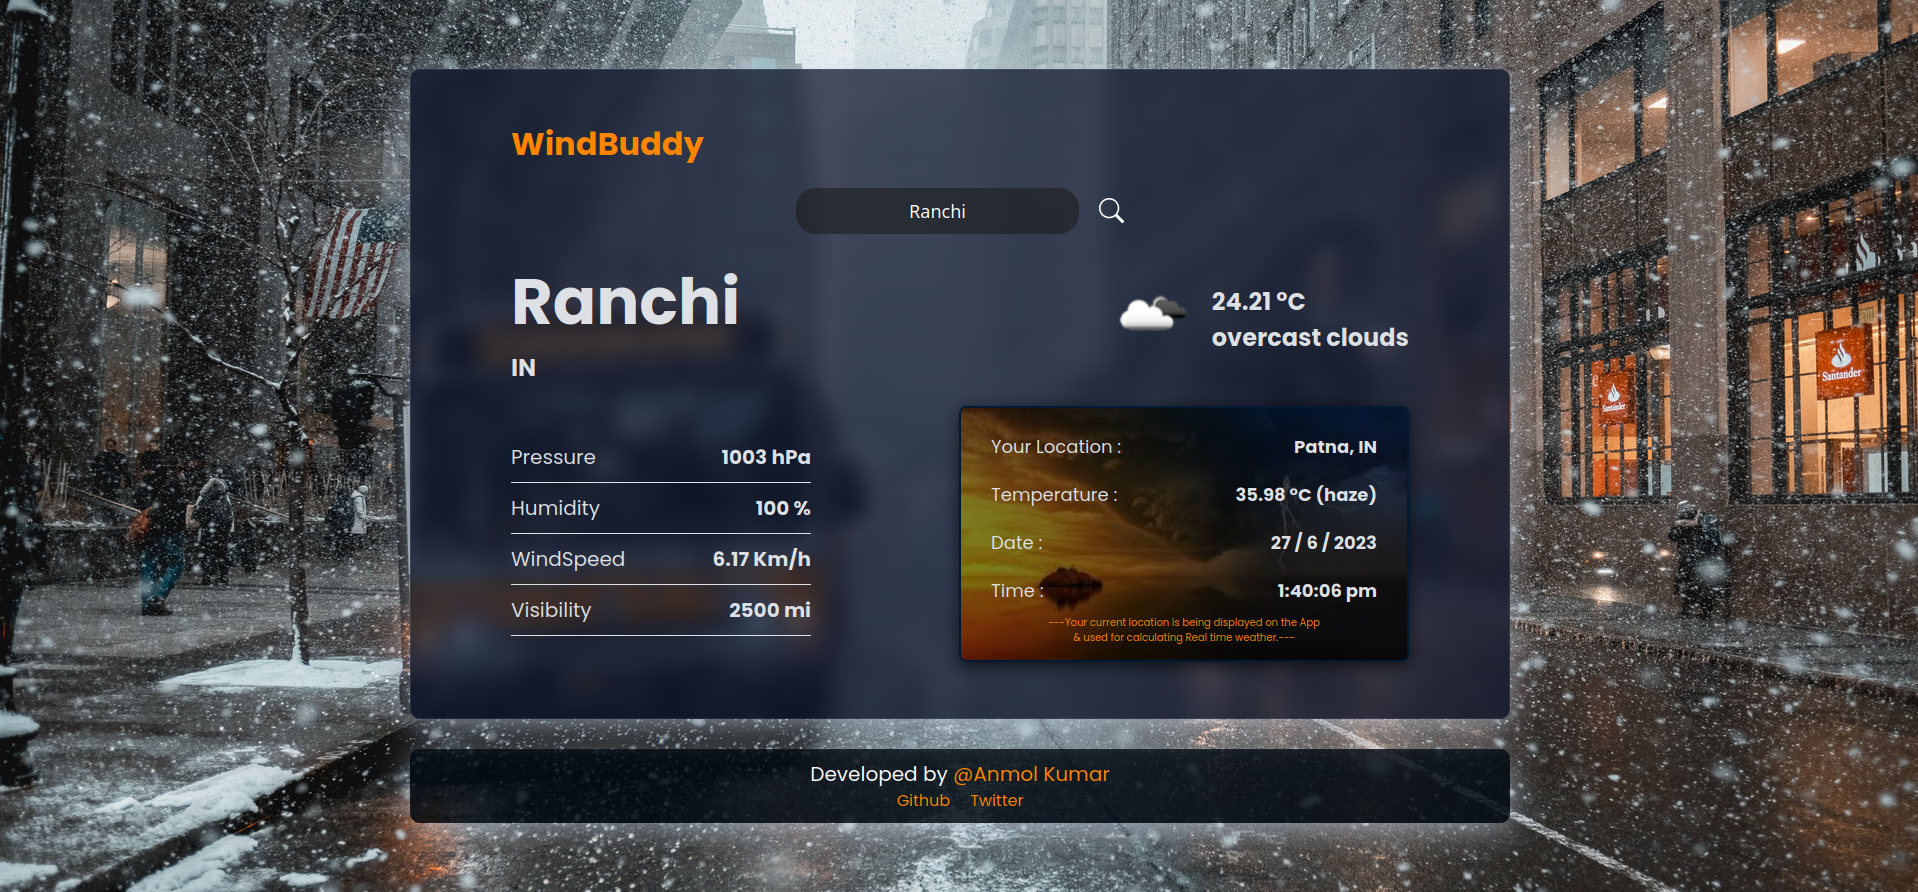 WindBuddy
Ranchi
Ranchi
IN
24.21 °C
overcast clouds
Pressure 1003 hPa
Humidity 100 %
WindSpeed 6.17 Km/h
Visibility 2500 mi
Your Location : Patna, IN
Temperature : 35.98 °C (haze)
Date : 27 / 6 / 2023
Time : 1:40:06 pm
---Your current location is being displayed on the App
& used for calculating Real time weather.---
Santander
Santander
Developed by @Anmol Kumar
Github Twitter